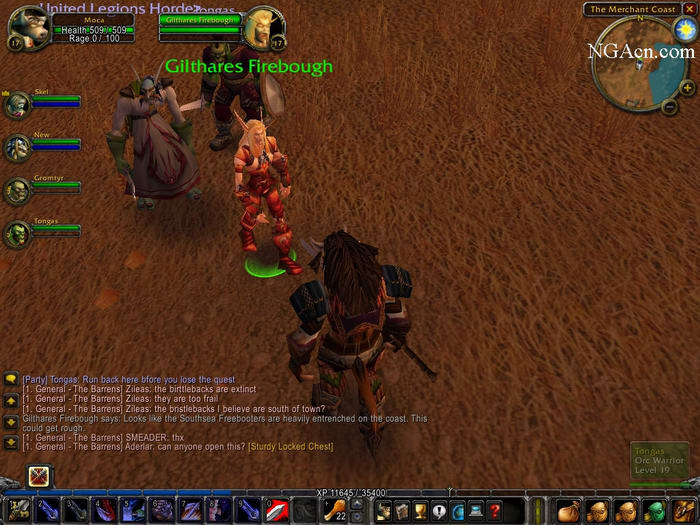 United Legions Horde
Tongas
Moca
Health 509 / 509
Rage 0 / 100
17
Gilthares Firebough
17
The Merchant Coast
N
NGAcn.com
Gilthares Firebough
Skel
New
Gromtyr
Tongas
[Party] Tongas: Run back here bfore you lose the quest
[1. General - The Barrens] Zileas: the birttlebacks are extinct
[1. General - The Barrens] Zileas: they are too frail
[1. General - The Barrens] Zileas: the bristlebacks I believe are south of town?
Gilthares Firebough says: Looks like the Southsea Freebooters are heavily entrenched on the coast. This
could get rough.
[1. General - The Barrens] SMEADER: thx
[1. General - The Barrens] Aderlar: can anyone open this? [Sturdy Locked Chest]
Tongas
Orc Warrior
Level 19
XP 11645 / 35400
22